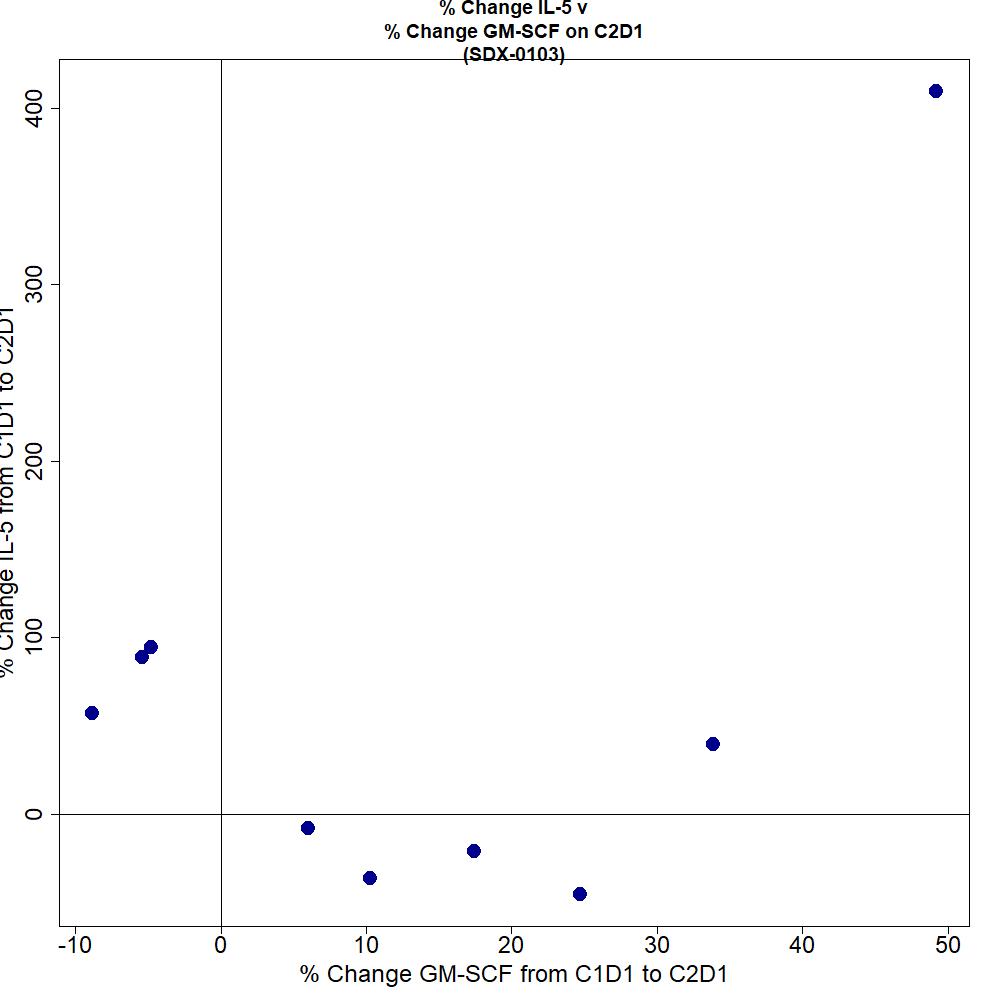 % Change IL-5 v
% Change GM-SCF on C2D1
(SDX-0103)
% Change IL-5 from C1D1 to C2D1
400
300
200
100
0
-10 0 10 20 30 40 50
% Change GM-SCF from C1D1 to C2D1